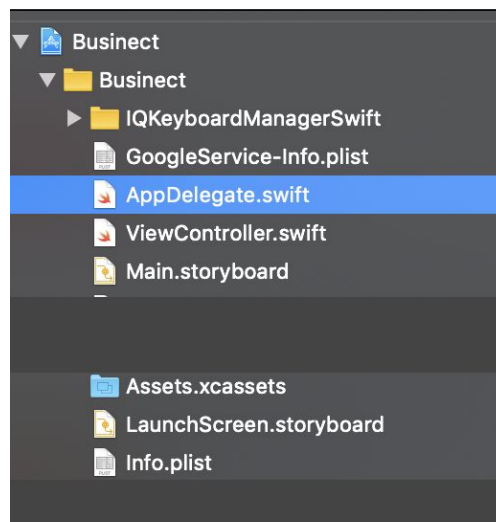 Businect
Businect
IQKeyboardManagerSwift
GoogleService-Info.plist
AppDelegate.swift
ViewController.swift
Main.storyboard
Assets.xcassets
LaunchScreen.storyboard
Info.plist